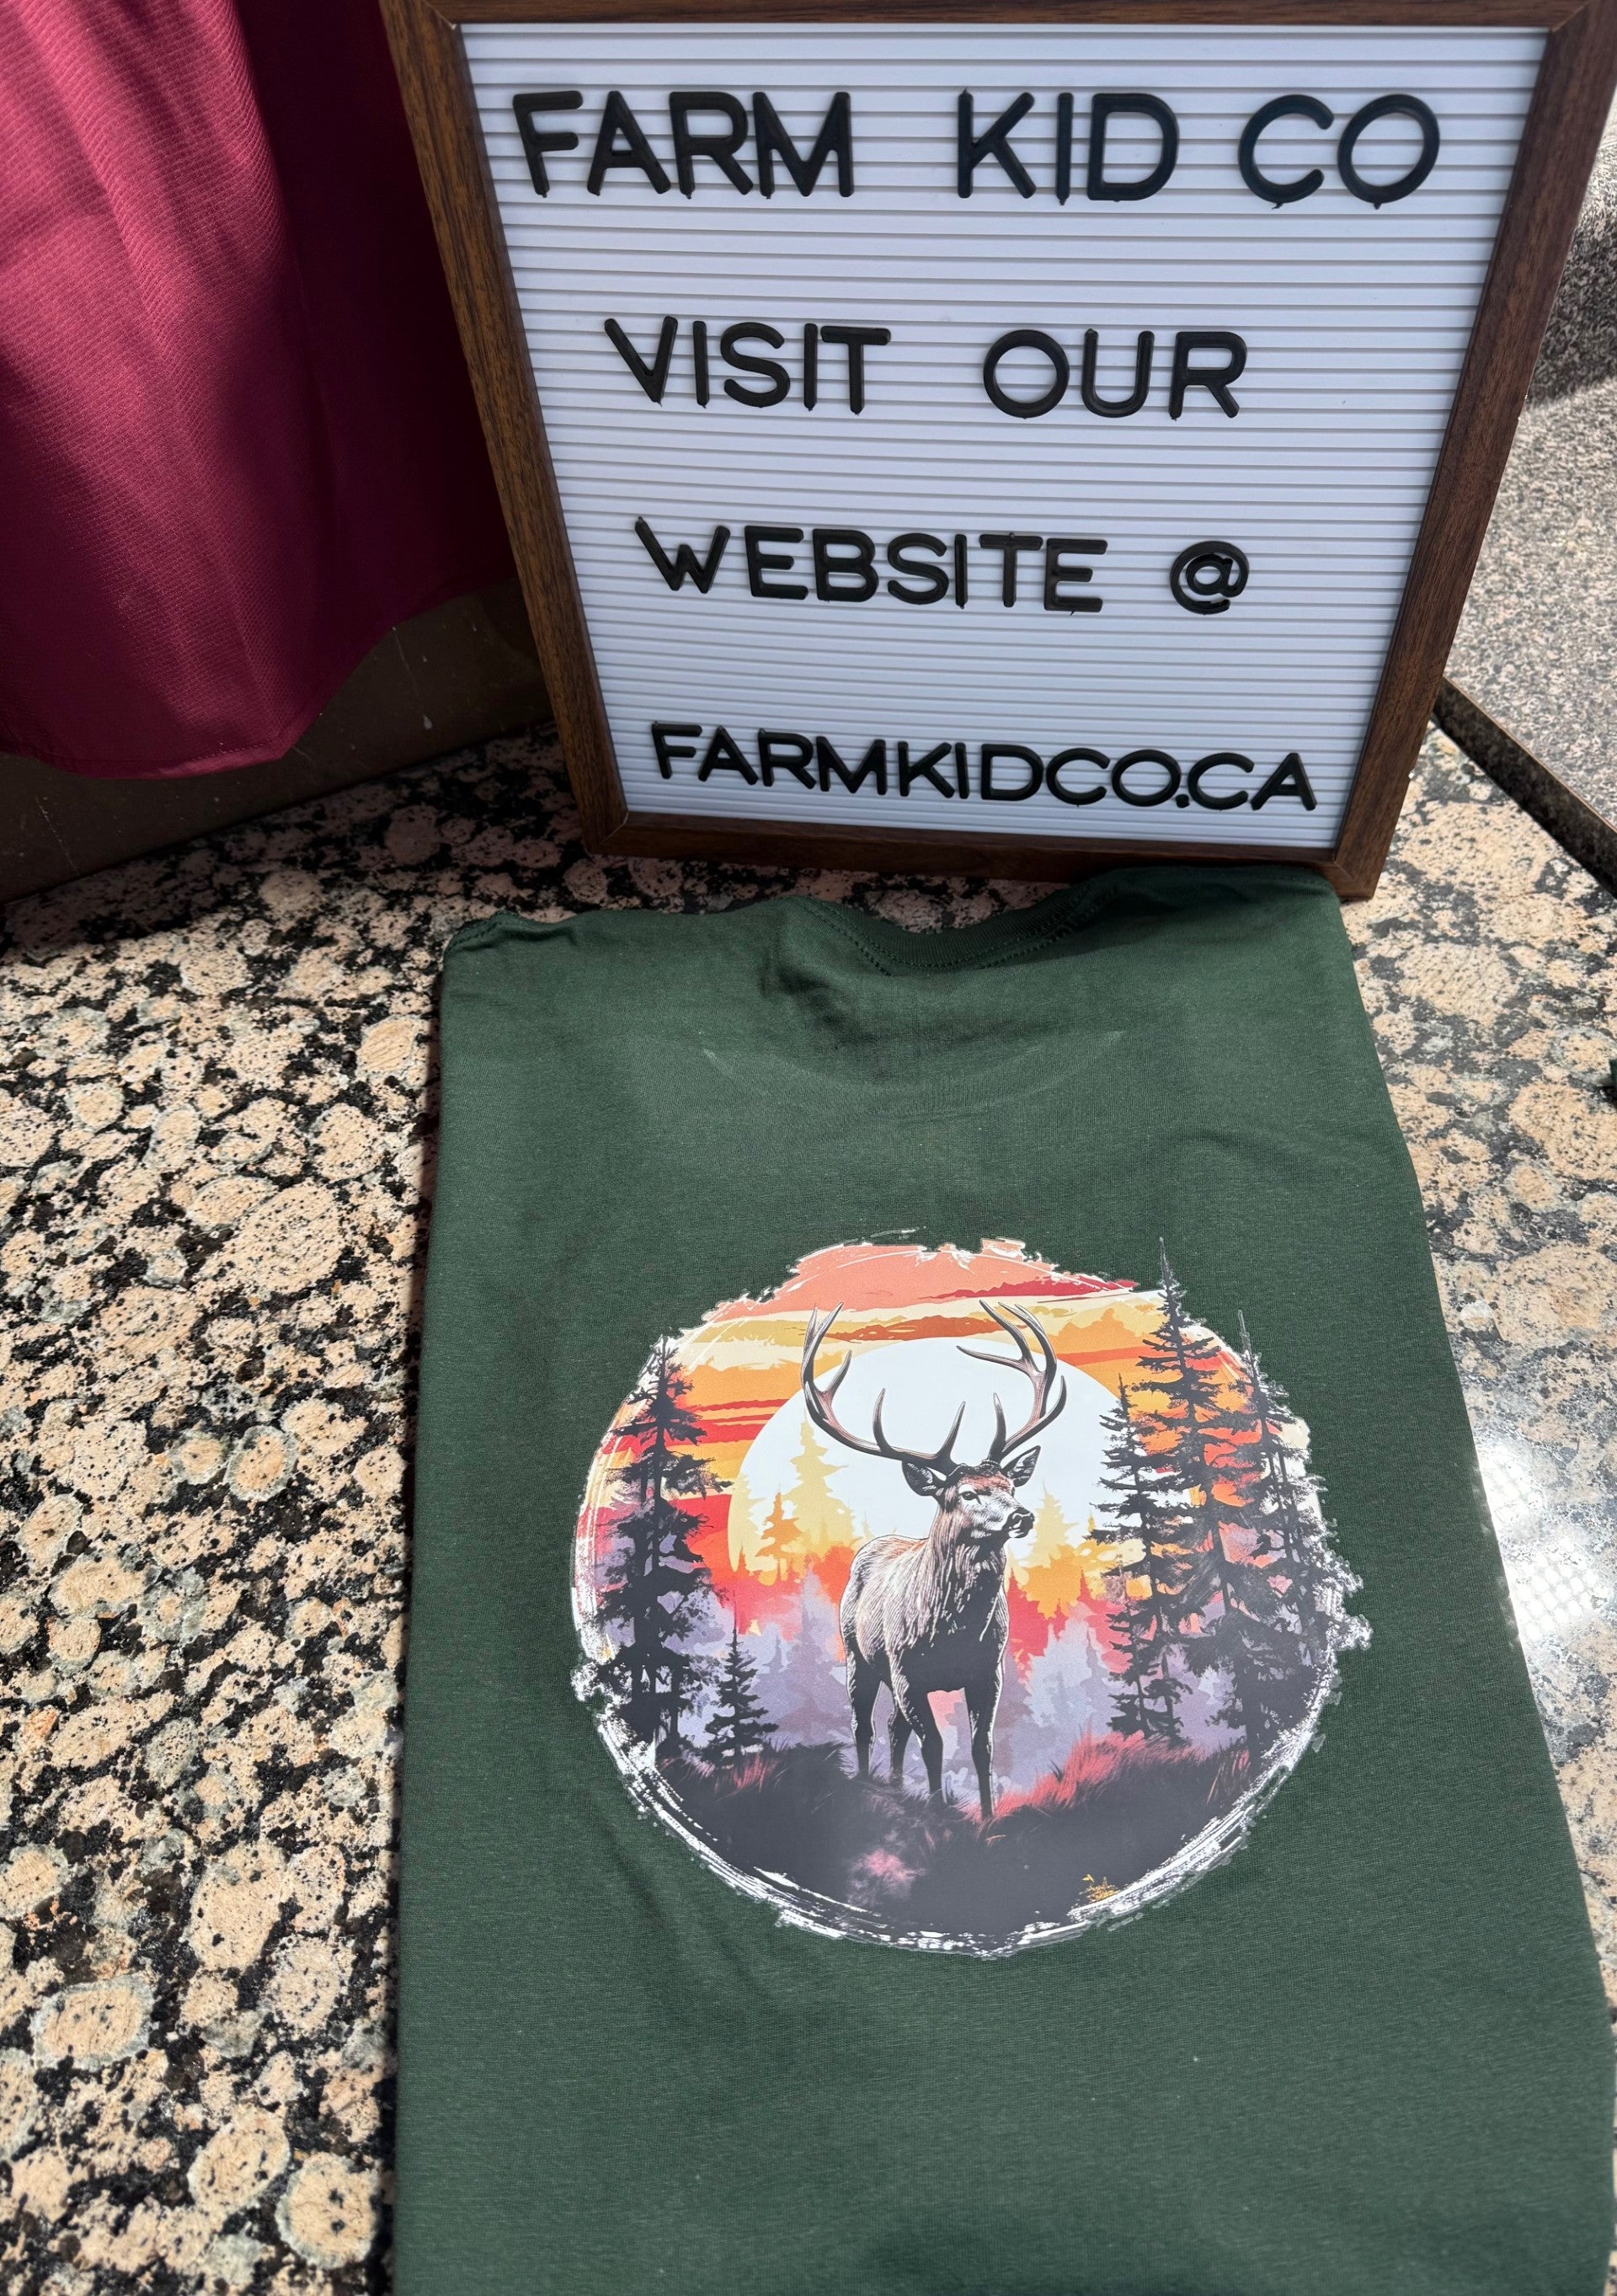 FARM KID CO
VISIT OUR
WEBSITE @
FARMKIDCO.CA